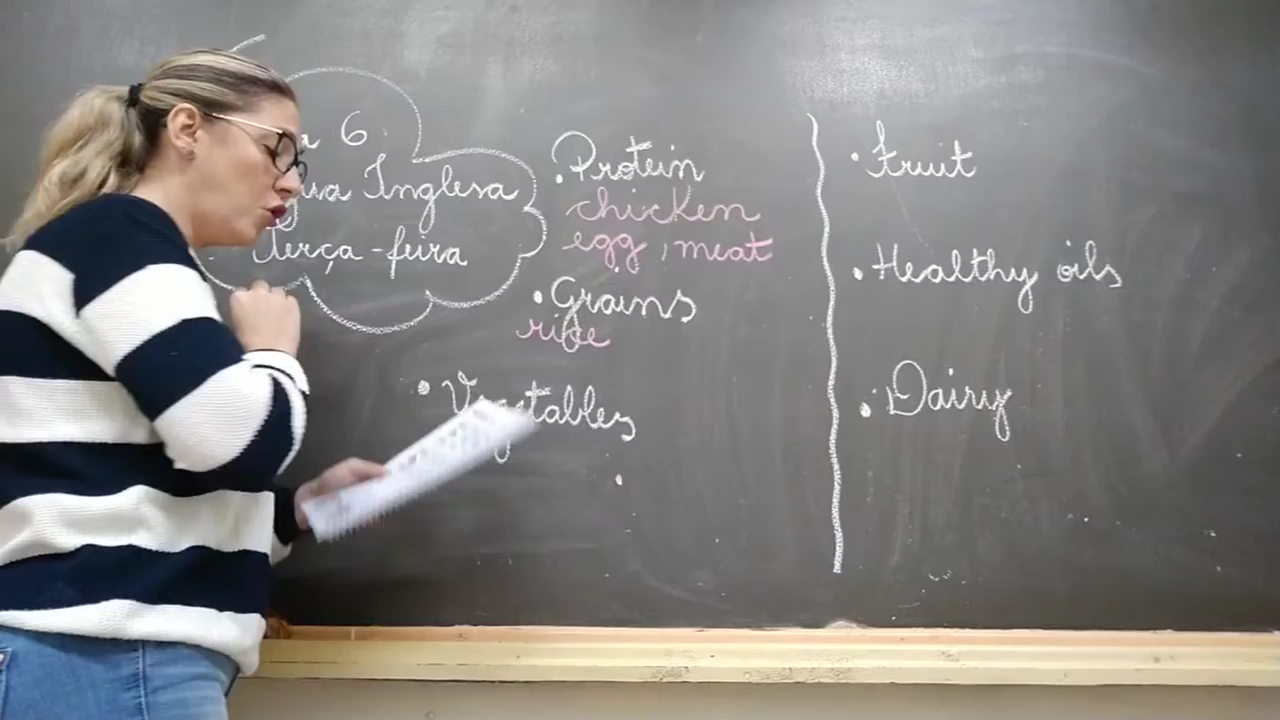 6
Inglesa
terça-feira
• Protein
chicken
egg, meat
• Grains
rice
• Vegetables
• Fruit
• Healthy oils
• Dairy